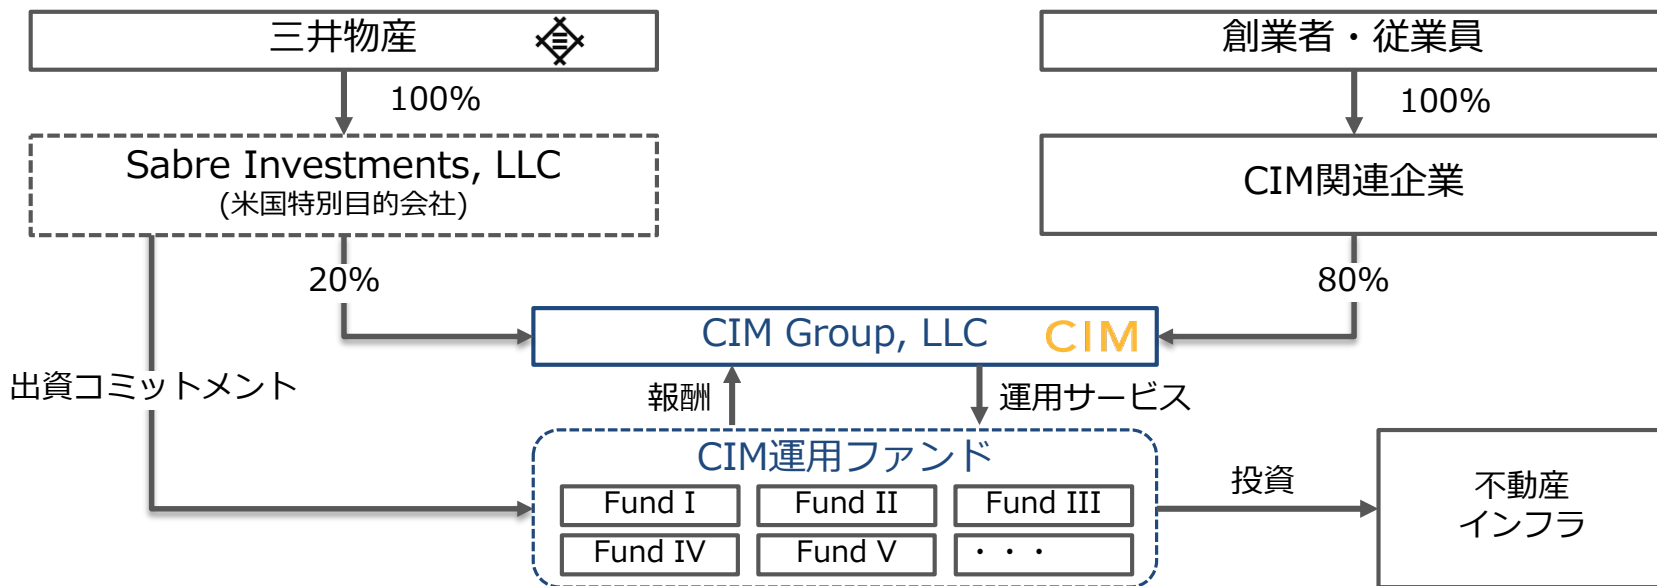 三井物産
創業者・従業員
100%
100%
Sabre Investments, LLC
(米国特別目的会社)
CIM関連企業
20%
80%
CIM Group, LLC
CIM
出資コミットメント
報酬
運用サービス
CIM運用ファンド
Fund I
Fund II
Fund III
Fund IV
Fund V
・・・
投資
不動産
インフラ